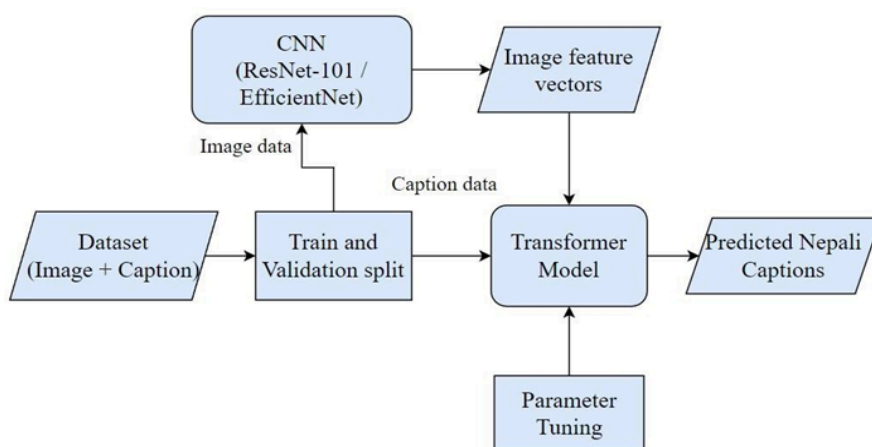 CNN
(ResNet-101 /
EfficientNet)
Image feature
vectors
Image data
Caption data
Dataset
(Image + Caption)
Train and
Validation split
Transformer
Model
Predicted Nepali
Captions
Parameter
Tuning